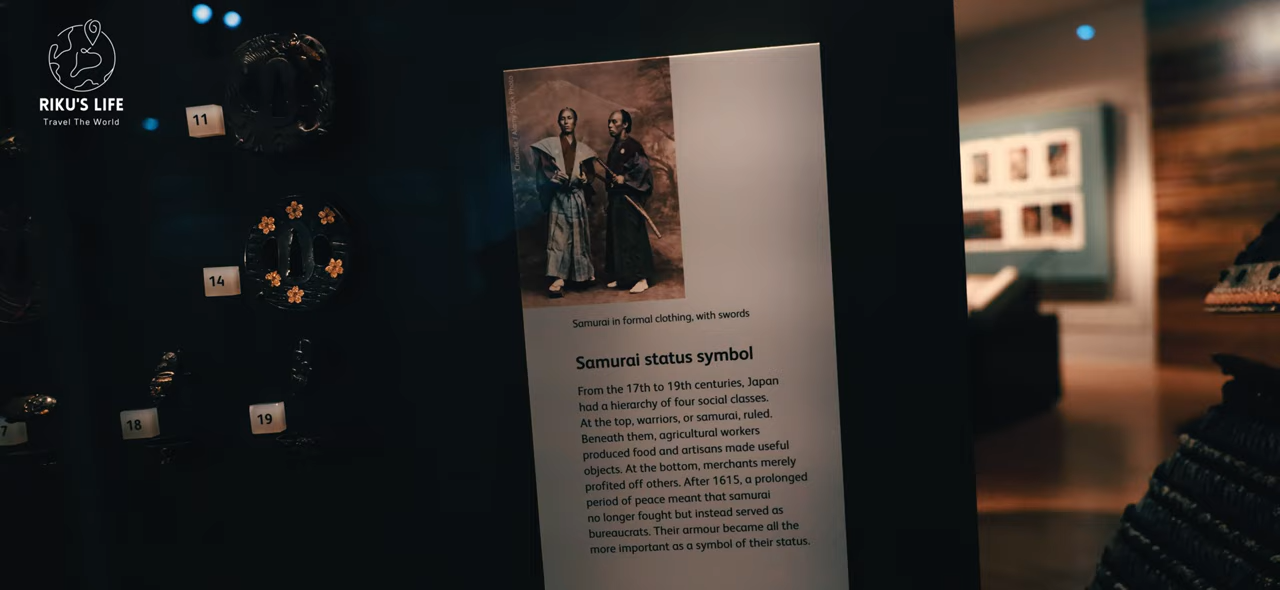 RIKU'S LIFE
Travel The World
11
14
7
18
19
Samurai in formal clothing, with swords
Samurai status symbol
From the 17th to 19th centuries, Japan
had a hierarchy of four social classes.
At the top, warriors, or samurai, ruled.
Beneath them, agricultural workers
produced food and artisans made useful
objects. At the bottom, merchants merely
profited off others. After 1615, a prolonged
period of peace meant that samurai
no longer fought but instead served as
bureaucrats. Their armour became all the
more important as a symbol of their status.